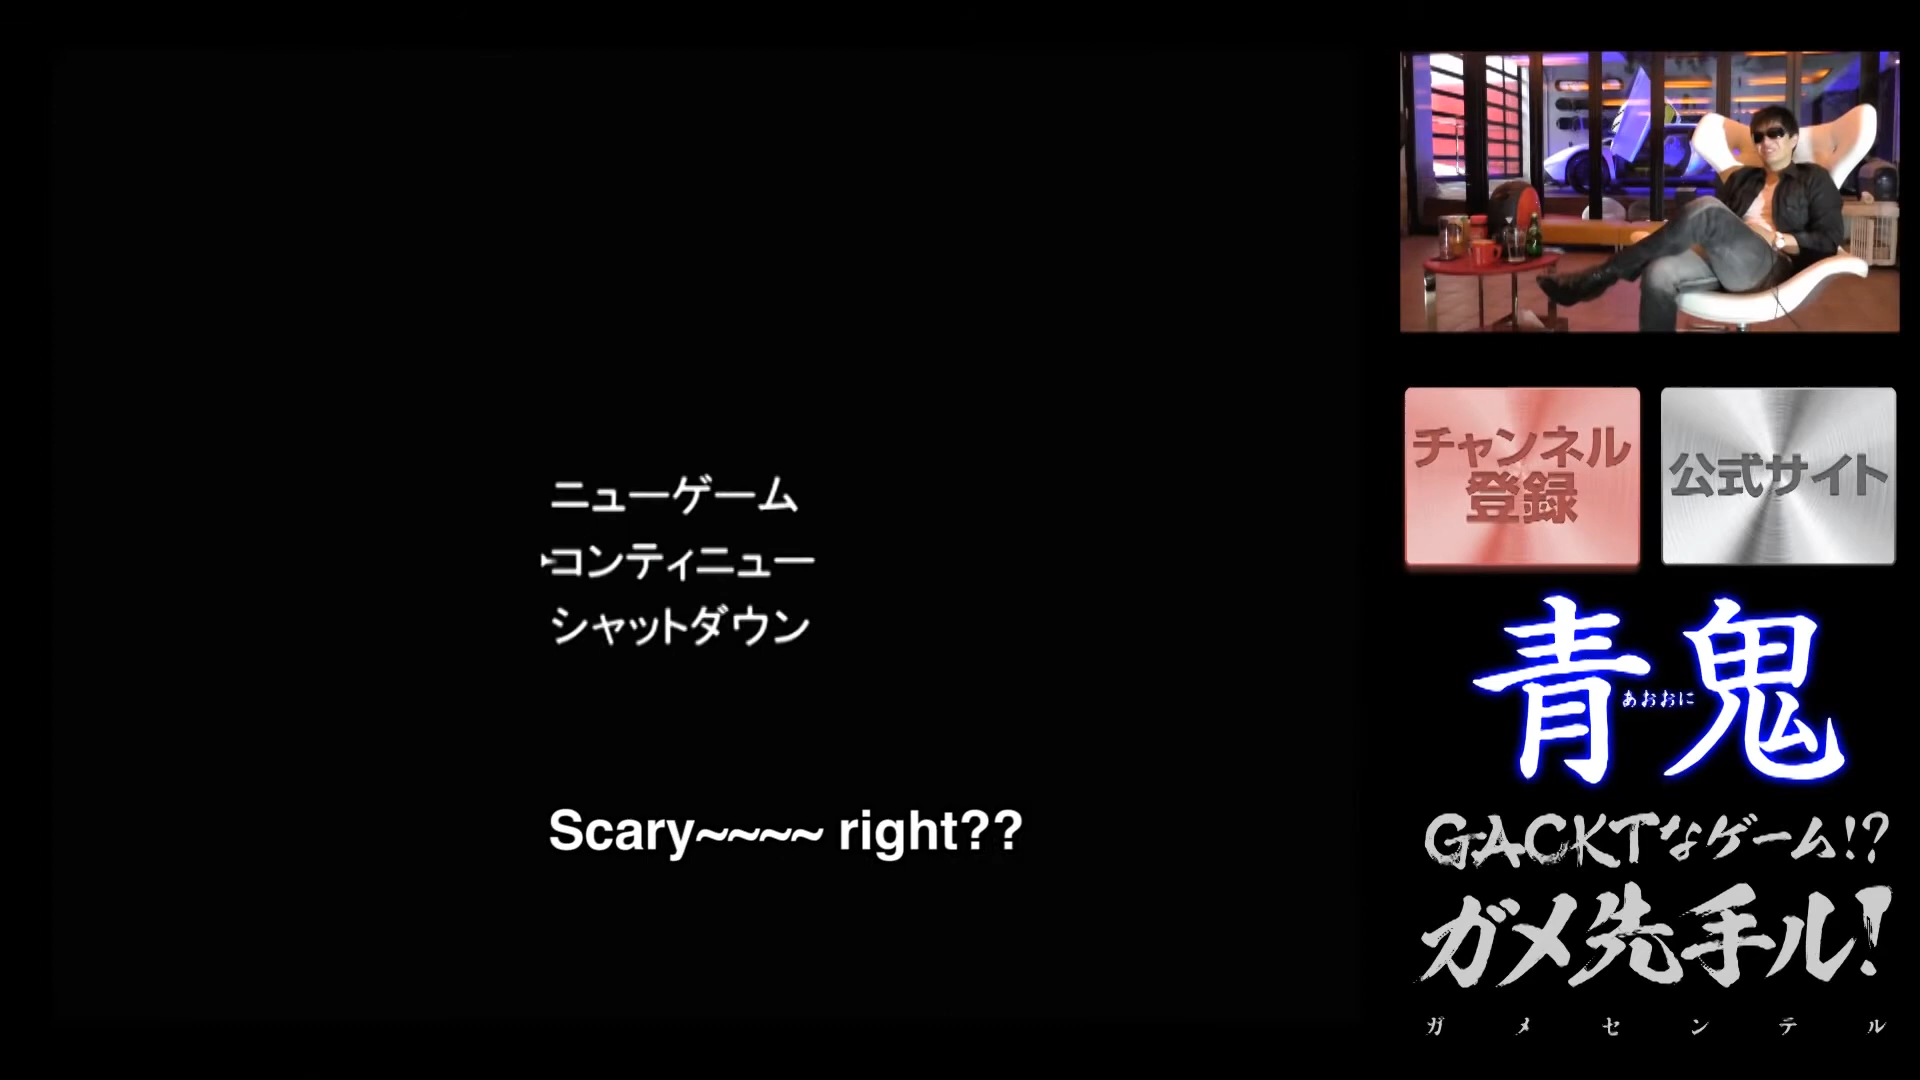 ニューゲーム
コンティニュー
シャットダウン
Scary~~~~ right??
チャンネル
登録
公式サイト
青鬼
あおおに
GACKTなゲーム!?
ガメ先手ル!
ガメセンテル